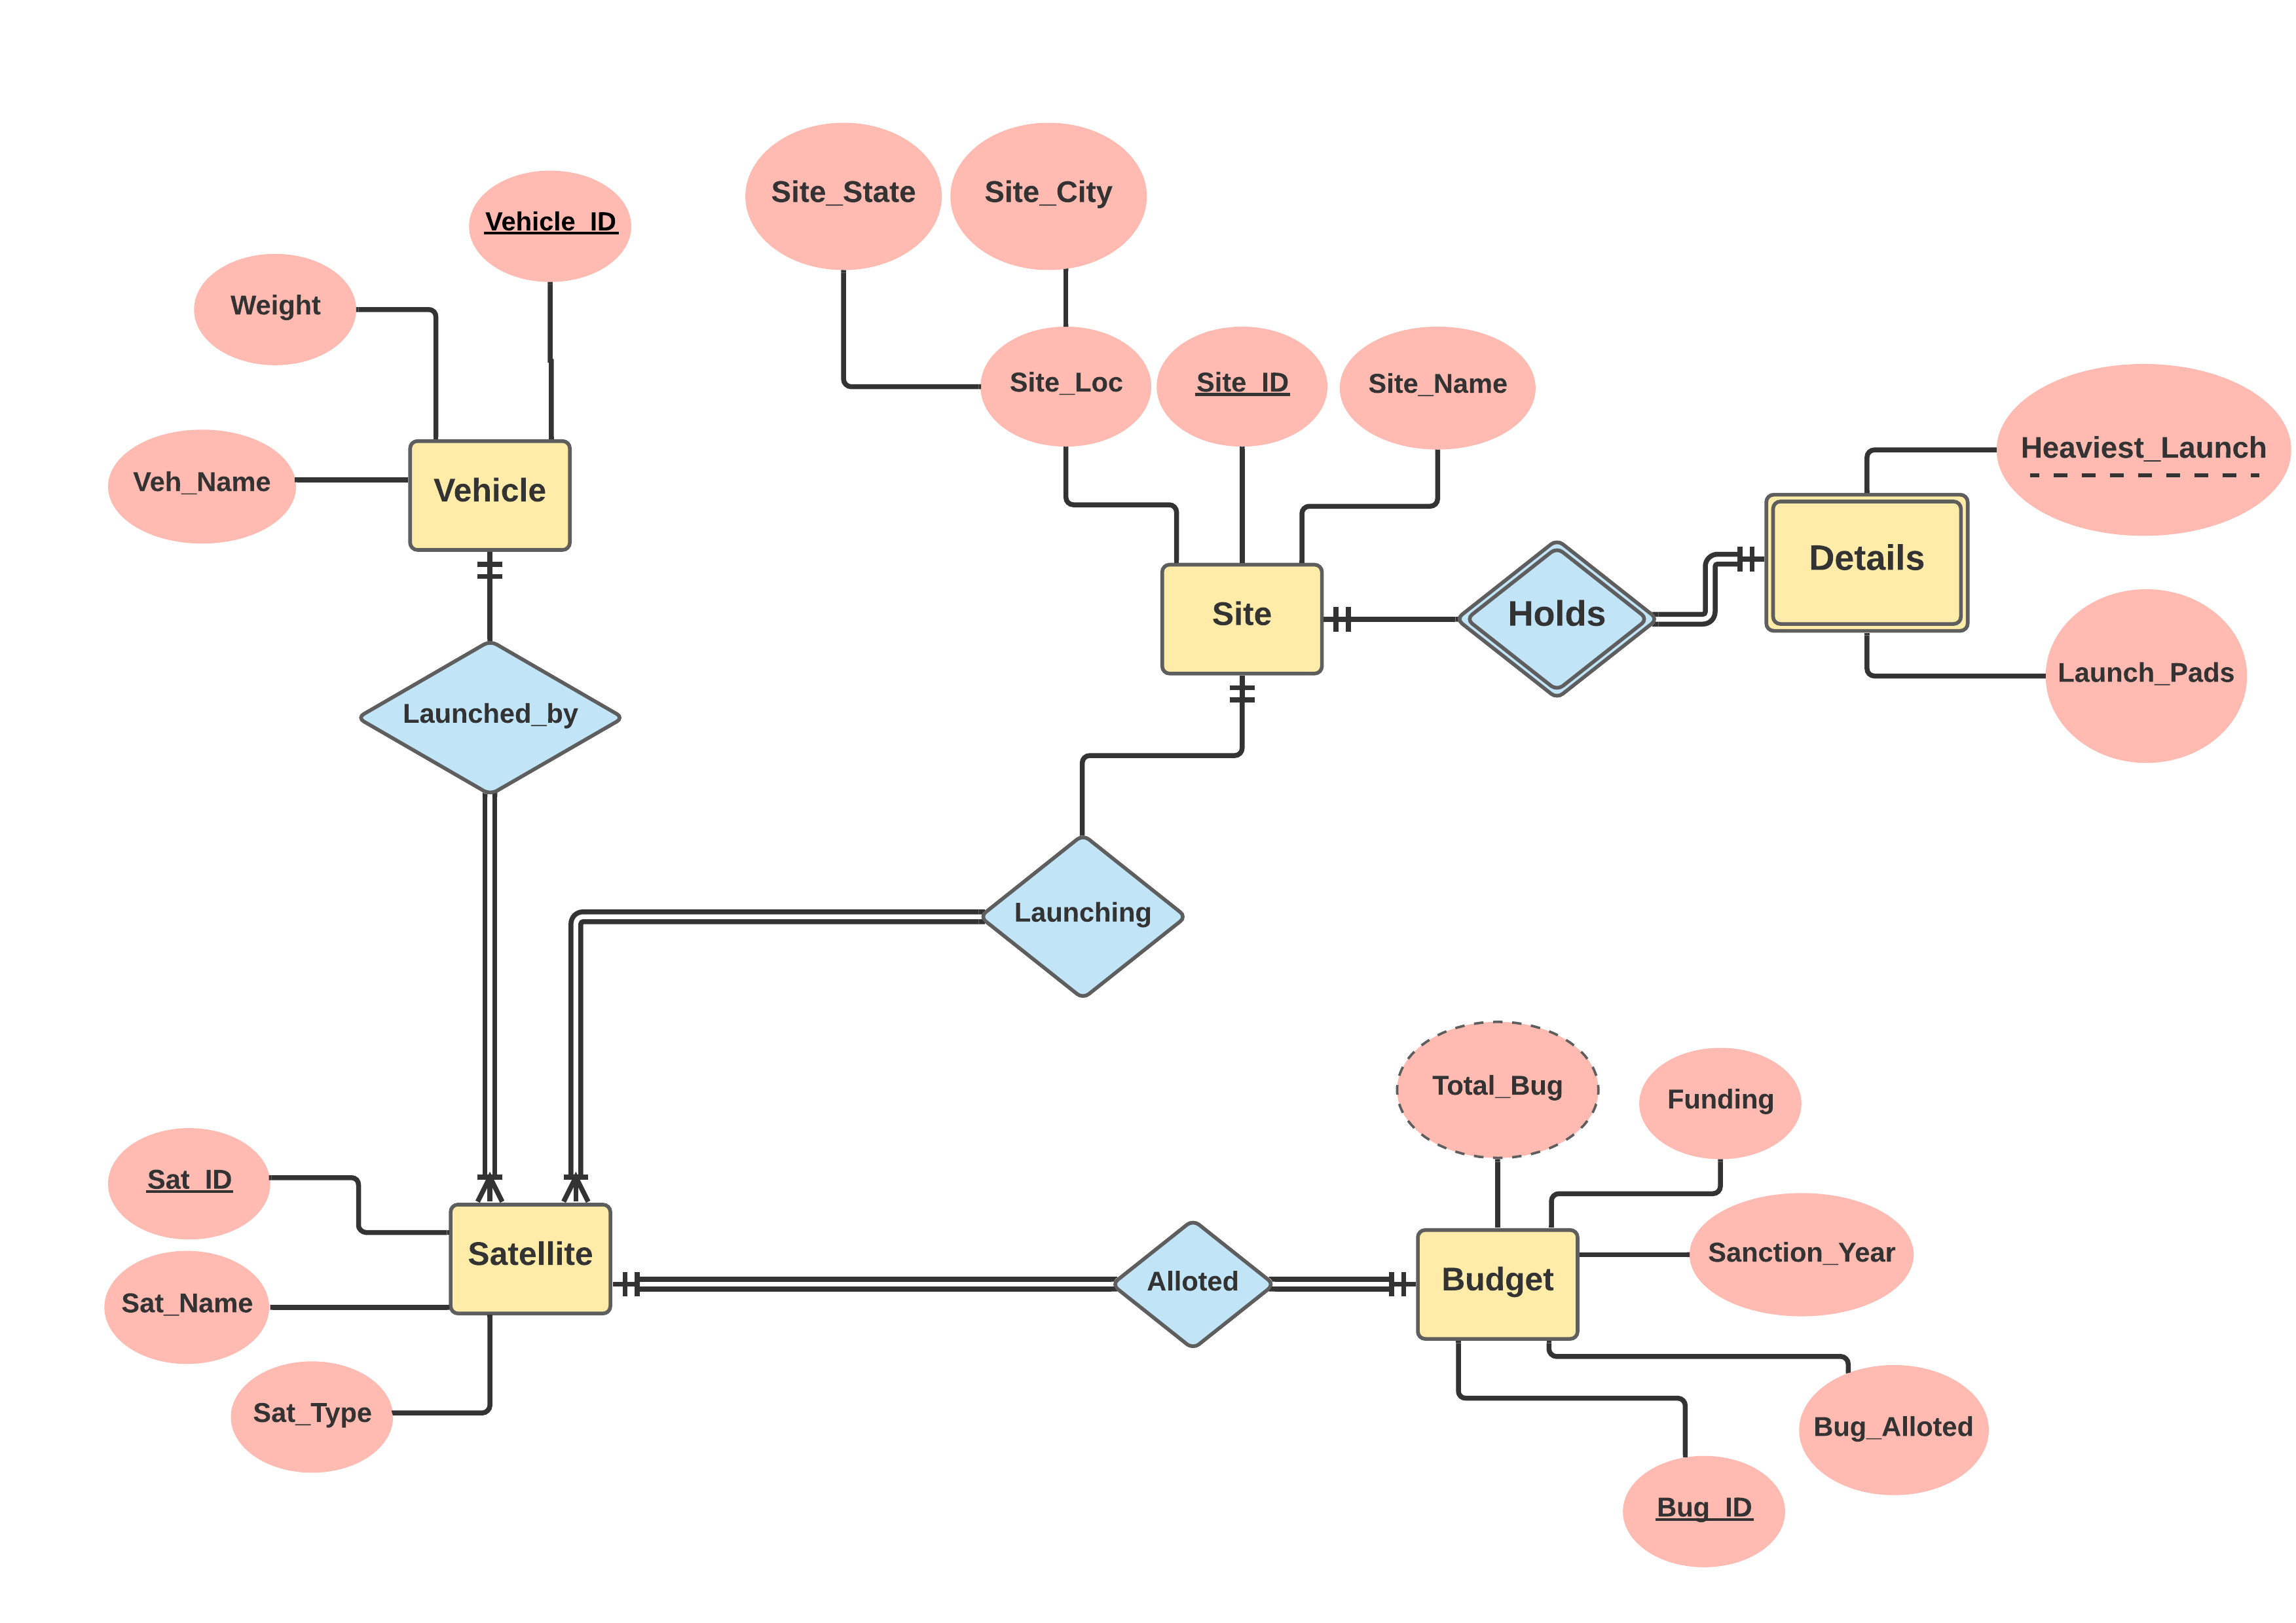 Site_State
Site_City
Vehicle_ID
Weight
Site_Loc
Site_ID
Site_Name
Heaviest_Launch
Veh_Name
Vehicle
Details
Site
Holds
Launch_Pads
Launched_by
Launching
Total_Bug
Funding
Sat_ID
Satellite
Sanction_Year
Alloted
Budget
Sat_Name
Sat_Type
Bug_Alloted
Bug_ID